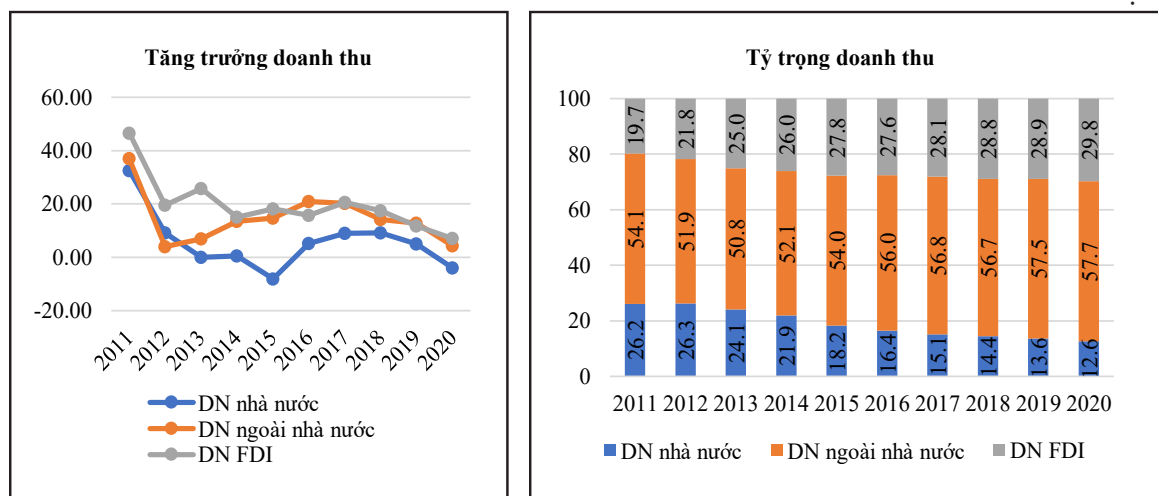 Tăng trưởng doanh thu
60.00
40.00
20.00
0.00
-20.00
2011 2012 2013 2014 2015 2016 2017 2018 2019 2020
DN nhà nước
DN ngoài nhà nước
DN FDI
Tỷ trọng doanh thu
100
80
60
40
20
0
19.7 21.8 25.0 26.0 27.8 27.6 28.1 28.8 28.9 29.8
54.1 51.9 50.8 52.1 54.0 56.0 56.8 56.7 57.5 57.7
26.2 26.3 24.1 21.9 18.2 16.4 15.1 14.4 13.6 12.6
2011 2012 2013 2014 2015 2016 2017 2018 2019 2020
DN nhà nước DN ngoài nhà nước DN FDI